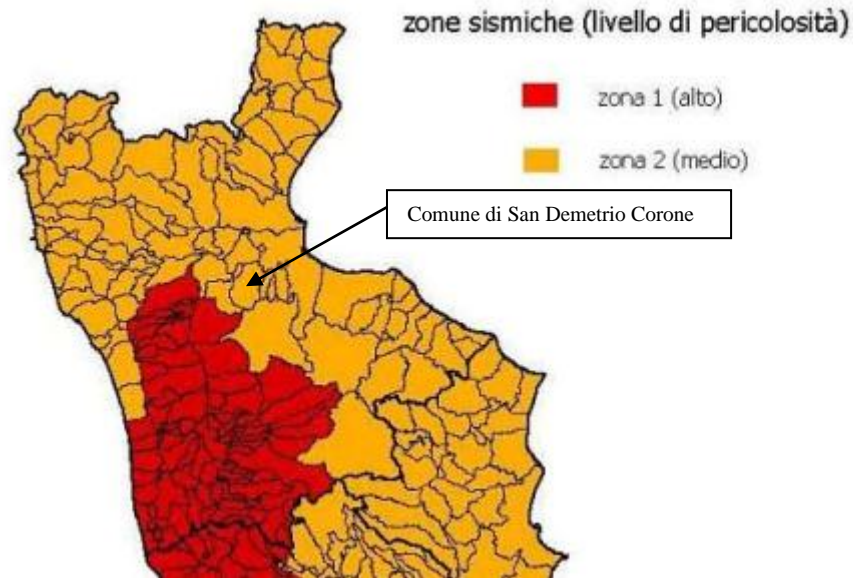 zone sismiche (livello di pericolosità)
zona 1 (alto)
zona 2 (medio)
Comune di San Demetrio Corone